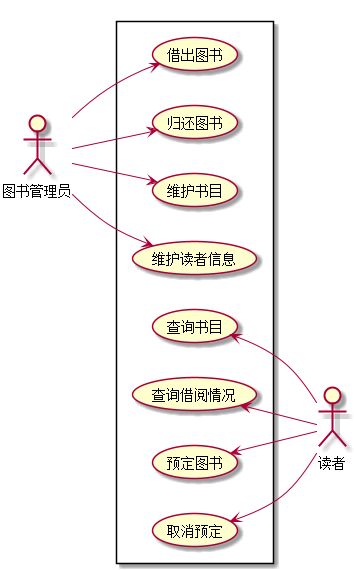 借出图书
归还图书
图书管理员
维护书目
维护读者信息
查询书目
查询借阅情况
预定图书
读者
取消预定